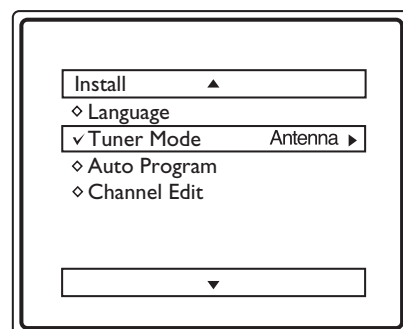 Install ▲
◇ Language
✓ Tuner Mode Antenna ▶
◇ Auto Program
◇ Channel Edit
▼